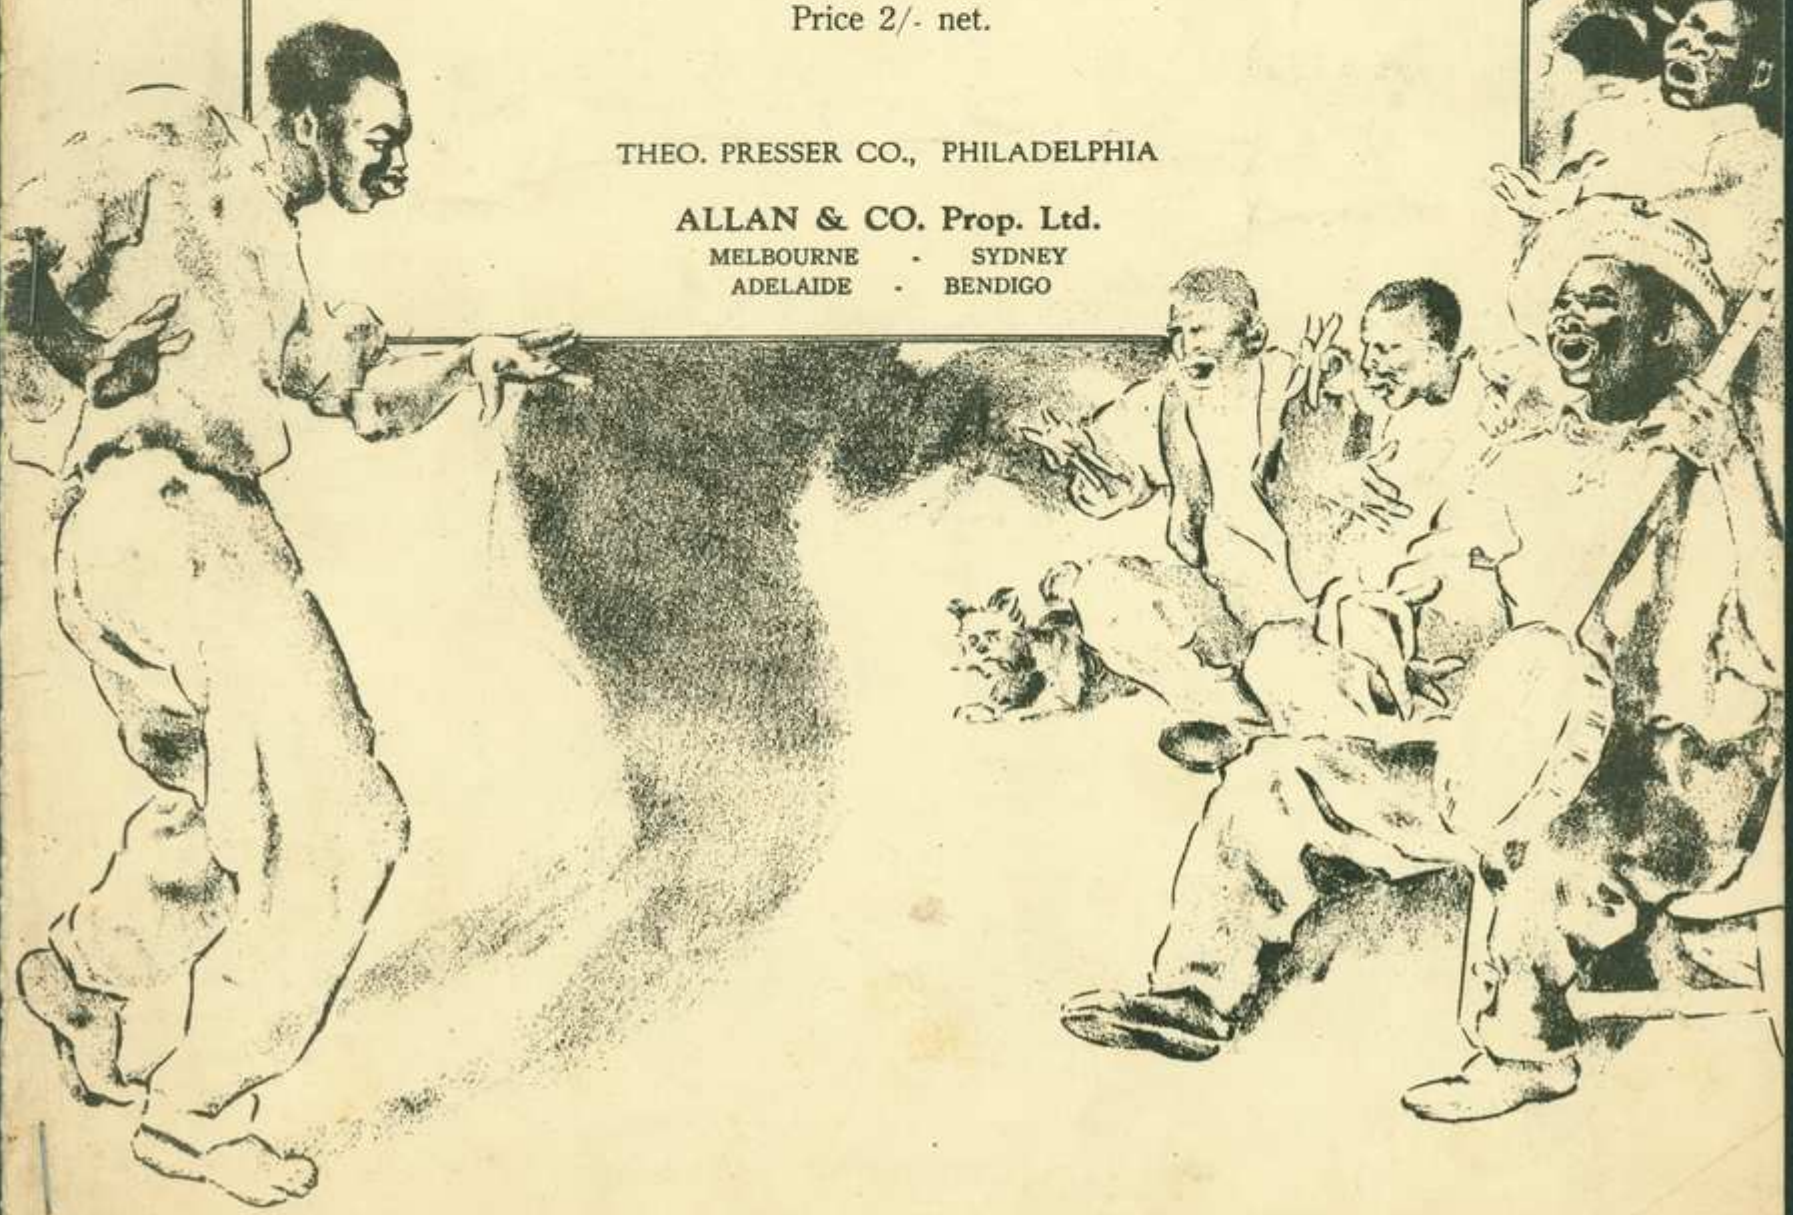 Price 2/- net.
THEO. PRESSER CO., PHILADELPHIA
ALLAN & CO. Prop. Ltd.
MELBOURNE - SYDNEY
ADELAIDE - BENDIGO